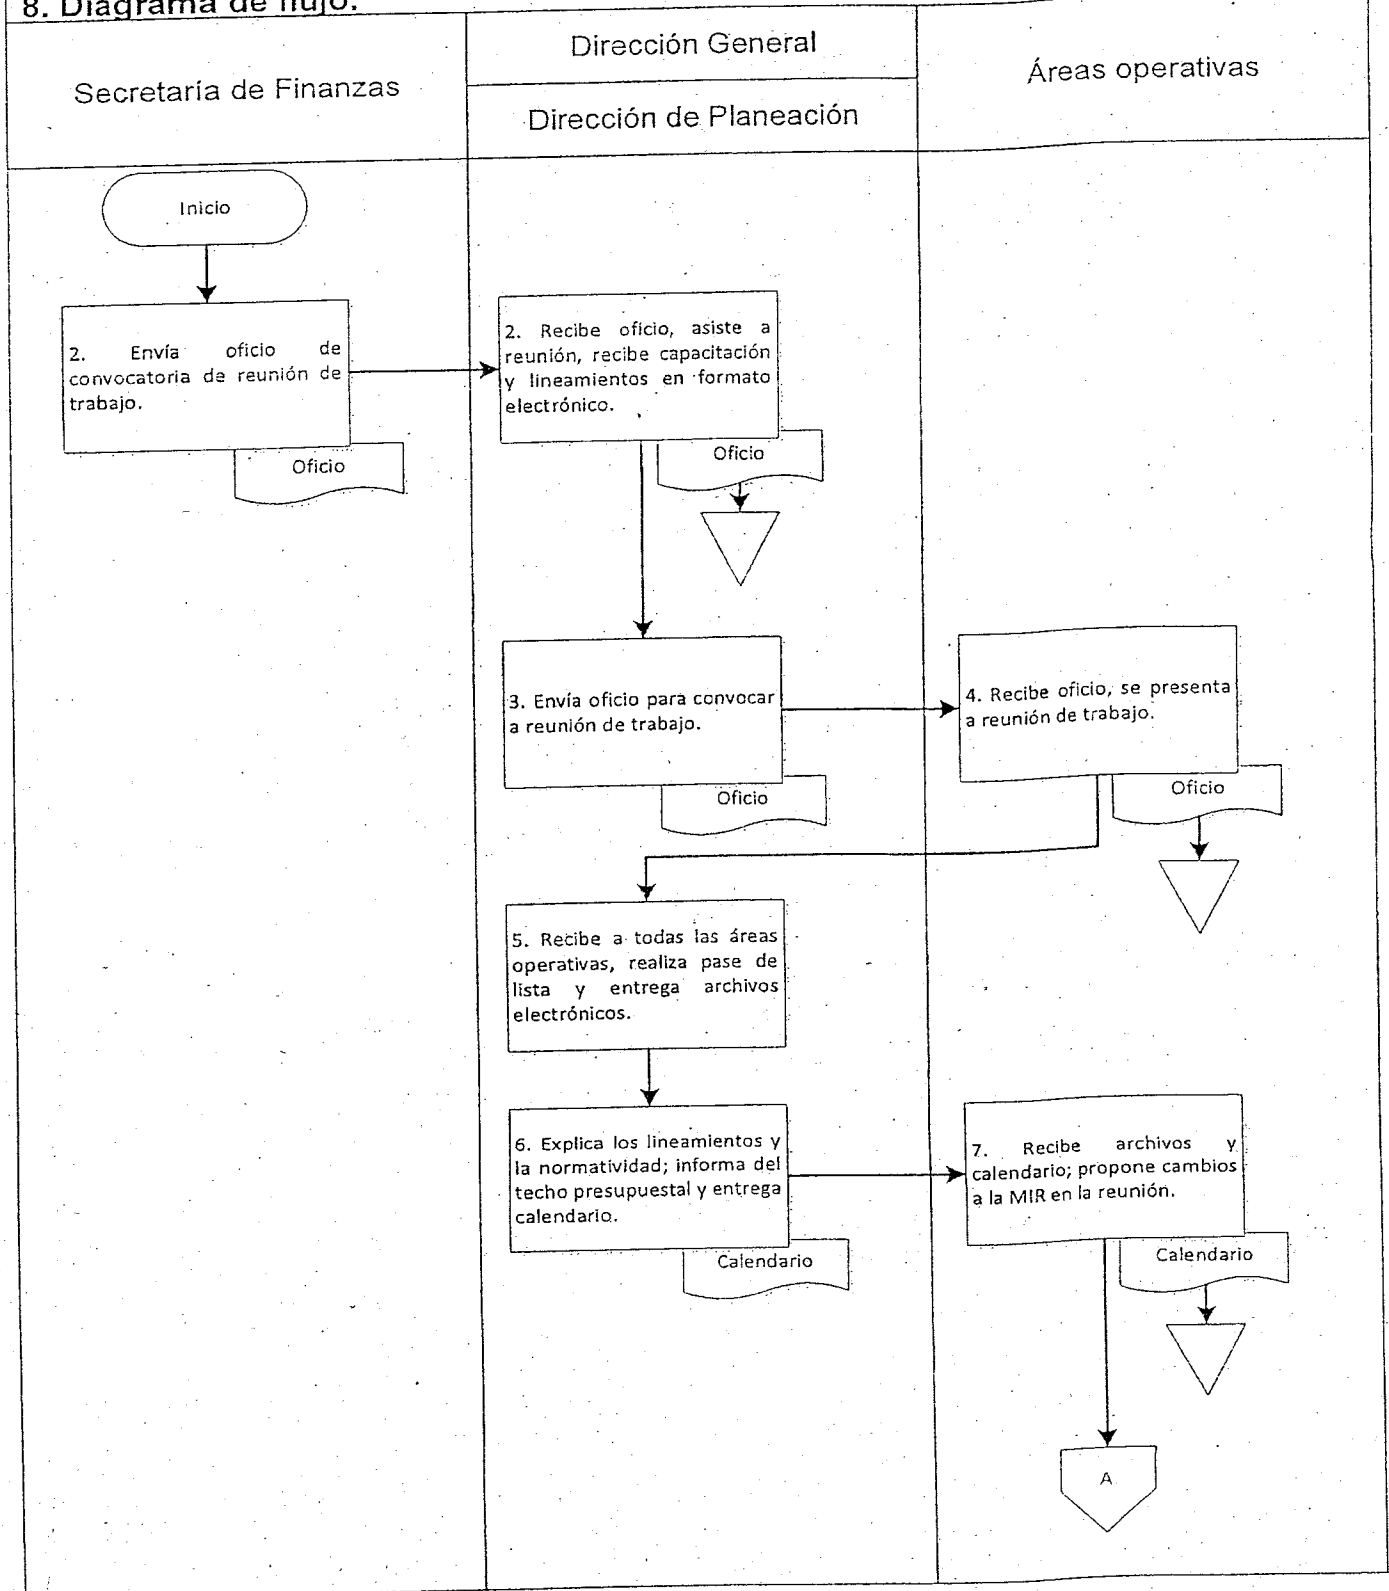 8. Diagrama de flujo.
Secretaría de Finanzas
Dirección General
Dirección de Planeación
Áreas operativas
Inicio
2. Envía oficio de
convocatoria de reunión de
trabajo.
Oficio
2. Recibe oficio, asiste a
reunión, recibe capacitación
y lineamientos en formato
electrónico.
Oficio
3. Envía oficio para convocar
a reunión de trabajo.
Oficio
4. Recibe oficio, se presenta
a reunión de trabajo.
Oficio
5. Recibe a todas las áreas
operativas, realiza pase de
lista y entrega archivos
electrónicos.
6. Explica los lineamientos y
la normatividad; informa del
techo presupuestal y entrega
calendario.
Calendario
7. Recibe archivos y
calendario; propone cambios
a la MIR en la reunión.
Calendario
A